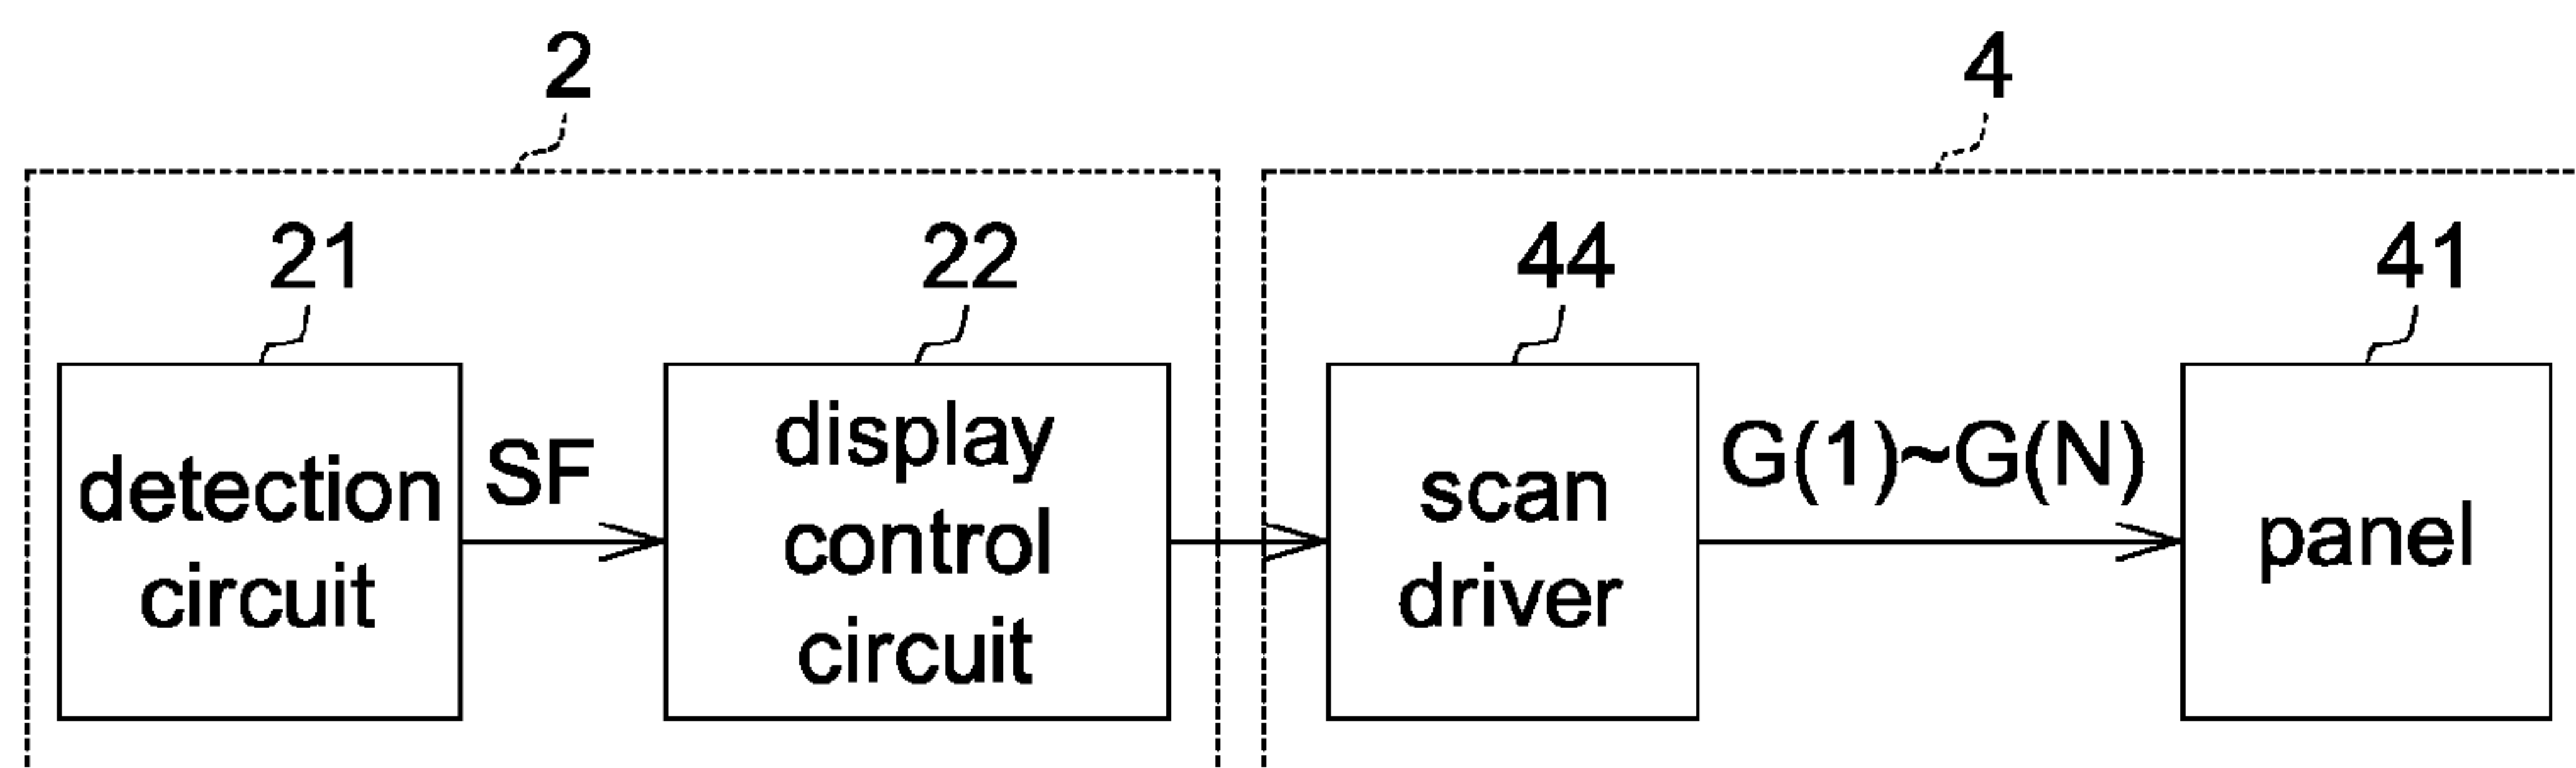 2
4
21
22
44
41
detection
circuit
SF
display
control
circuit
scan
driver
G(1)~G(N)
panel